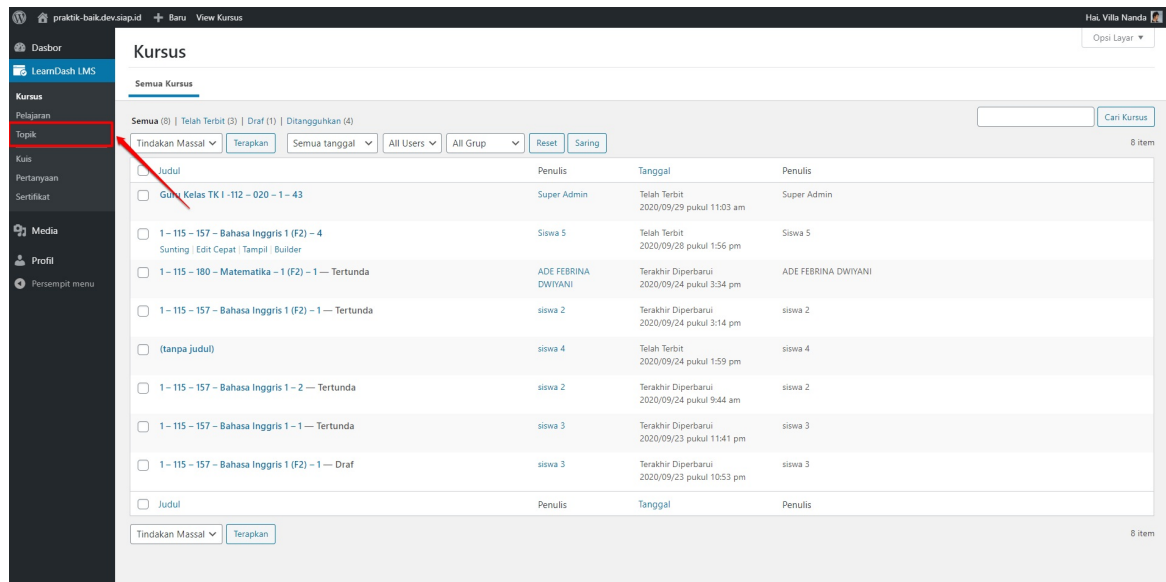 praktik-baik.dev.siap.id + Baru View Kursus
Hai, Villa Nanda
Dasbor
LearnDash LMS
Kursus
Pelajaran
Topik
Kuis
Pertanyaan
Sertifikat
Media
Profil
Persempit menu
Opsi Layar ▼
Kursus
Semua Kursus
Semua (8) | Telah Terbit (3) | Draf (1) | Ditangguhkan (4)
Cari Kursus
Tindakan Massal Terapkan Semua tanggal All Users All Grup Reset Saring
8 item
Judul Penulis Tanggal Penulis
Guru Kelas TK I -112 – 020 – 1 – 43 Super Admin Telah Terbit Super Admin
2020/09/29 pukul 11:03 am
1 – 115 – 157 – Bahasa Inggris 1 (F2) – 4 Siswa 5 Telah Terbit Siswa 5
Sunting | Edit Cepat | Tampil | Builder 2020/09/28 pukul 1:56 pm
1 – 115 – 180 – Matematika – 1 (F2) – 1 — Tertunda ADE FEBRINA Terakhir Diperbarui ADE FEBRINA DWIYANI
DWIYANI 2020/09/24 pukul 3:34 pm
1 – 115 – 157 – Bahasa Inggris 1 (F2) – 1 — Tertunda siswa 2 Terakhir Diperbarui siswa 2
2020/09/24 pukul 3:14 pm
(tanpa judul) siswa 4 Telah Terbit siswa 4
2020/09/24 pukul 1:59 pm
1 – 115 – 157 – Bahasa Inggris 1 – 2 — Tertunda siswa 2 Terakhir Diperbarui siswa 2
2020/09/24 pukul 9:44 am
1 – 115 – 157 – Bahasa Inggris 1 – 1 — Tertunda siswa 3 Terakhir Diperbarui siswa 3
2020/09/23 pukul 11:41 pm
1 – 115 – 157 – Bahasa Inggris 1 (F2) – 1 — Draf siswa 3 Terakhir Diperbarui siswa 3
2020/09/23 pukul 10:53 pm
Judul Penulis Tanggal Penulis
Tindakan Massal Terapkan
8 item